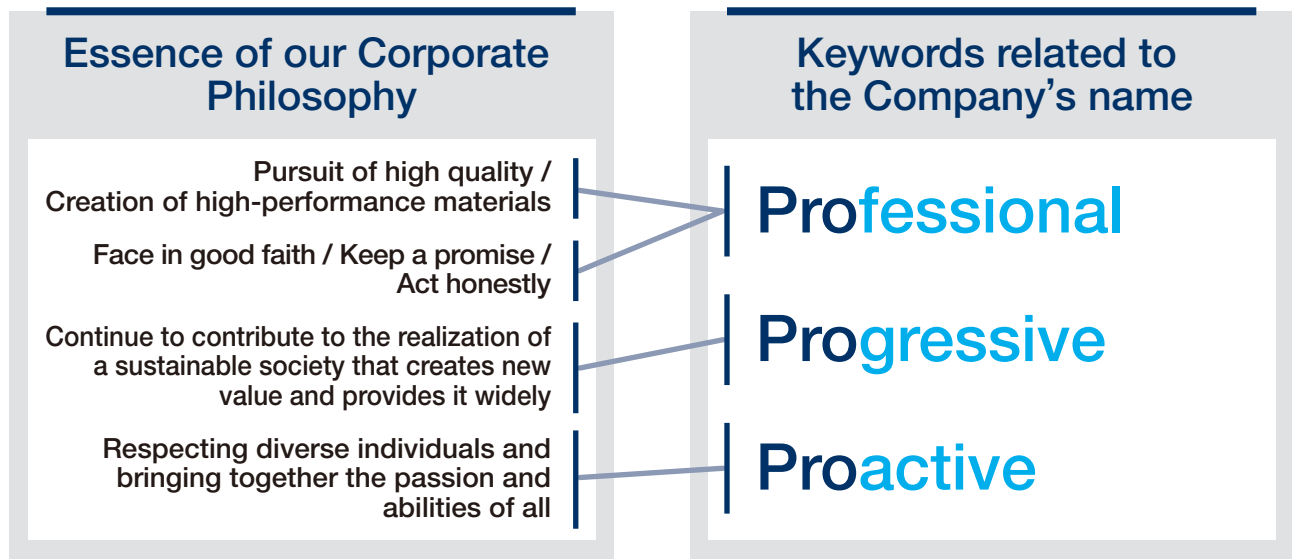 Essence of our Corporate
Philosophy
Pursuit of high quality /
Creation of high-performance materials
Face in good faith / Keep a promise /
Act honestly
Continue to contribute to the realization of
a sustainable society that creates new
value and provides it widely
Respecting diverse individuals and
bringing together the passion and
abilities of all
Keywords related to
the Company’s name
Professional
Progressive
Proactive